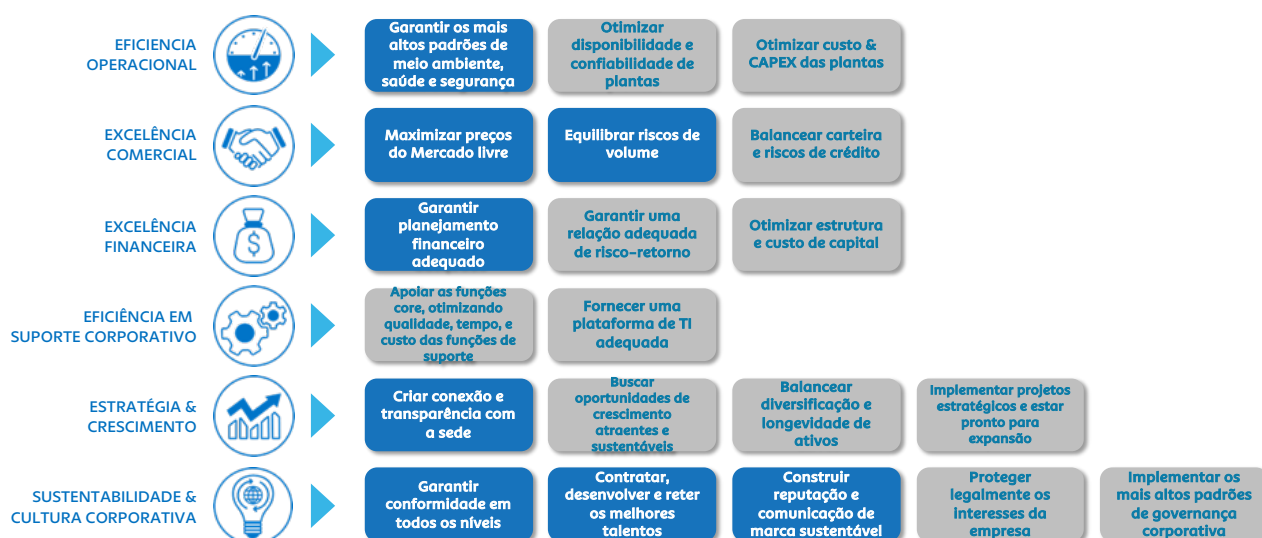 EFICIENCIA
OPERACIONAL
Garantir os mais
altos padrões de
meio ambiente,
saúde e segurança
Otimizar
disponibilidade e
confiabilidade de
plantas
Otimizar custo &
CAPEX das plantas
EXCELÊNCIA
COMERCIAL
Maximizar preços
do Mercado livre
Equilibrar riscos de
volume
Balancear carteira
e riscos de crédito
EXCELÊNCIA
FINANCEIRA
Garantir
planejamento
financeiro
adequado
Garantir uma
relação adequada
de risco-retorno
Otimizar estrutura
e custo de capital
$
EFICIÊNCIA EM
SUPORTE CORPORATIVO
Apoiar as funções
core, otimizando
qualidade, tempo, e
custo das funções de
suporte
Fornecer uma
plataforma de TI
adequada
ESTRATÉGIA &
CRESCIMENTO
Criar conexão e
transparência com
a sede
Buscar
oportunidades de
crescimento
atraentes e
sustentáveis
Balancear
diversificação e
longevidade de
ativos
Implementar projetos
estratégicos e estar
pronto para
expansão
SUSTENTABILIDADE &
CULTURA CORPORATIVA
Garantir
conformidade em
todos os níveis
Contratar,
desenvolver e reter
os melhores
talentos
Construir
reputação e
comunicação de
marca sustentável
Proteger
legalmente os
interesses da
empresa
Implementar os
mais altos padrões
de governança
corporativa